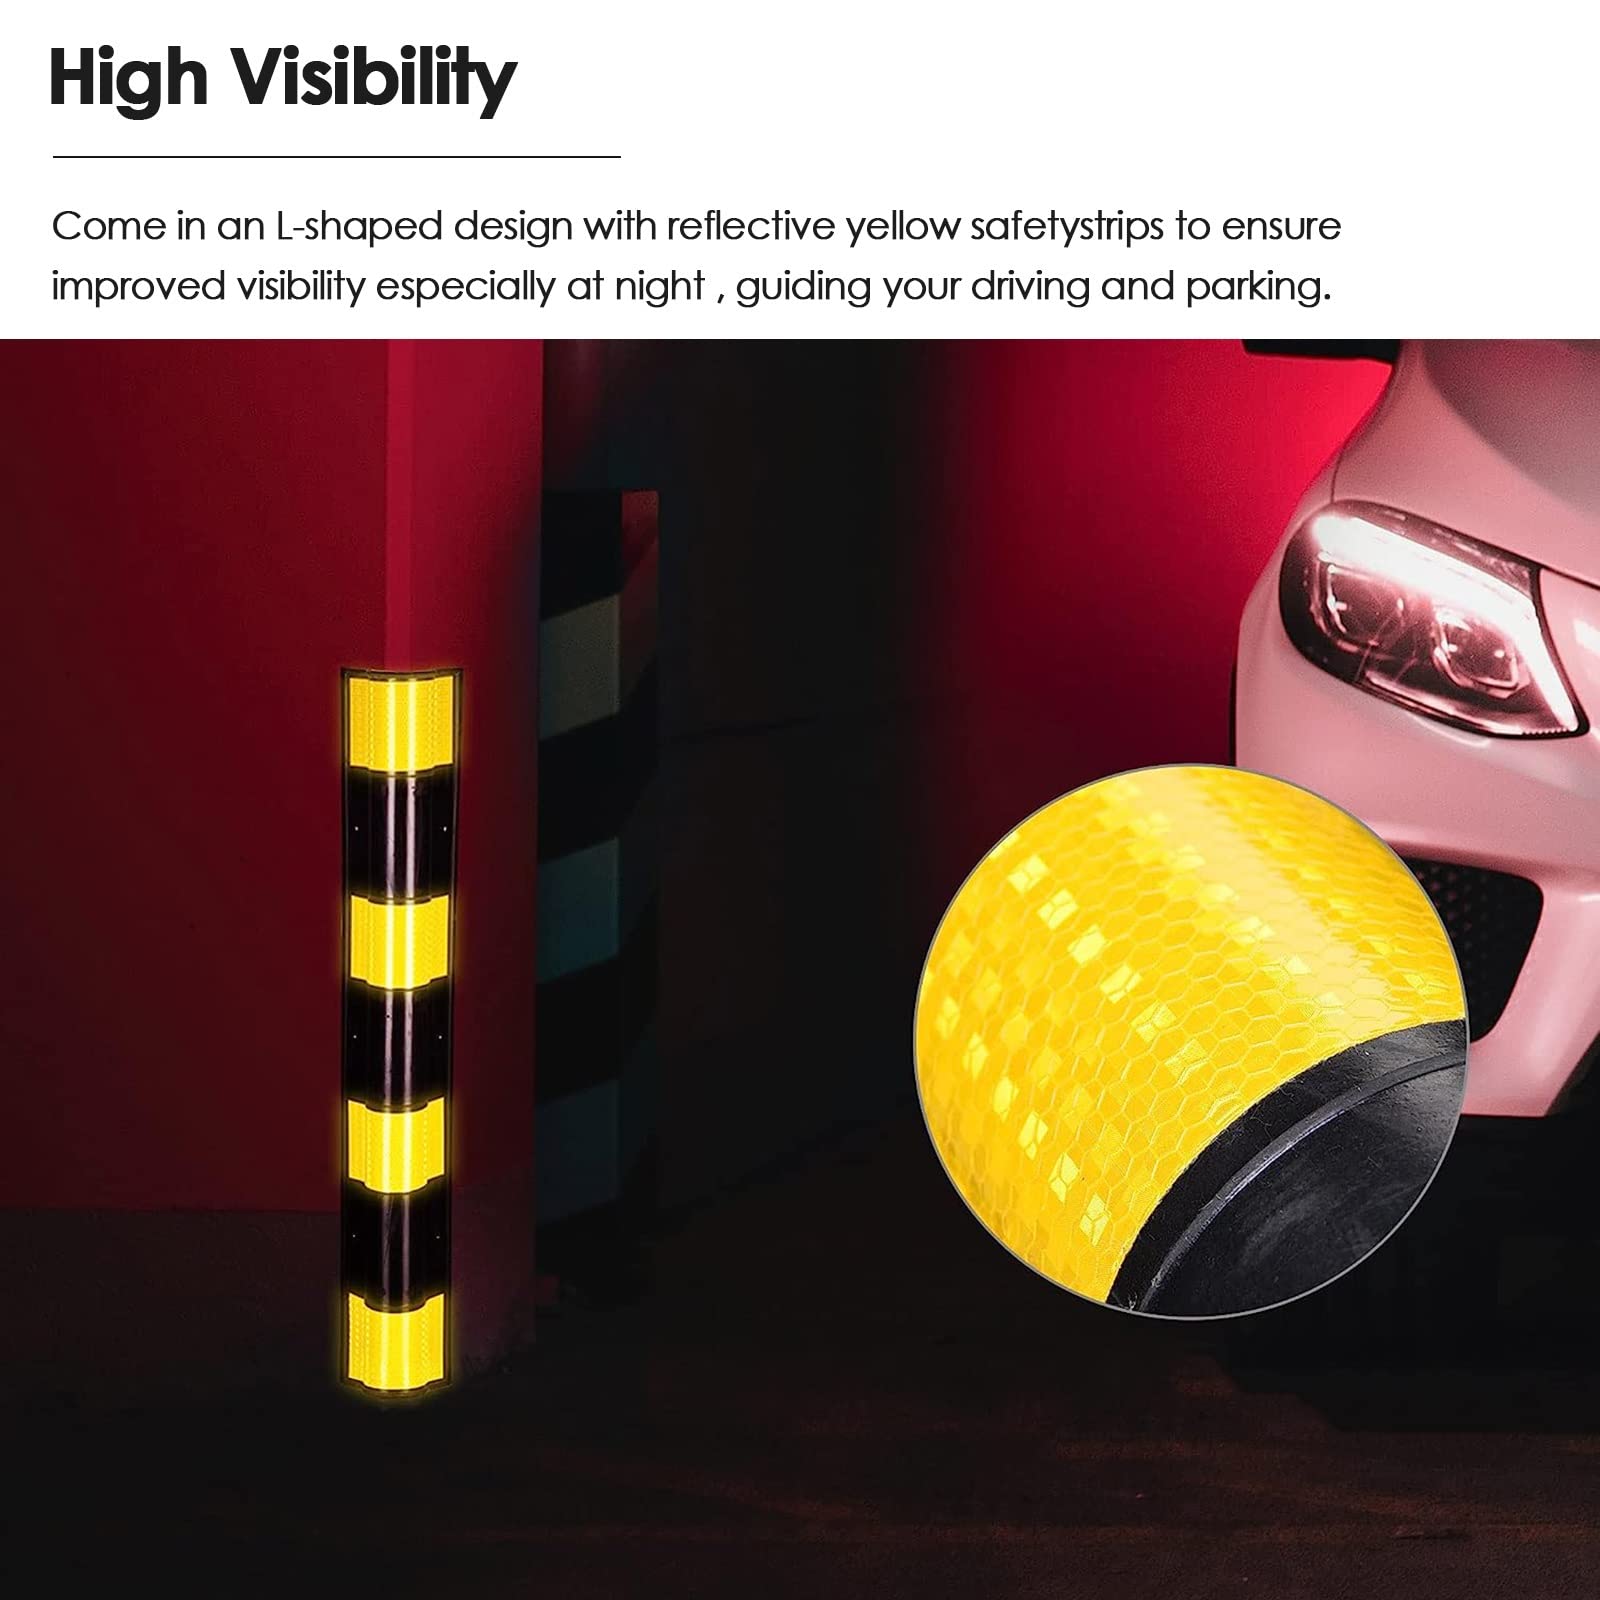 High Visibility
Come in an L-shaped design with reflective yellow safetystrips to ensure
improved visibility especially at night , guiding your driving and parking.